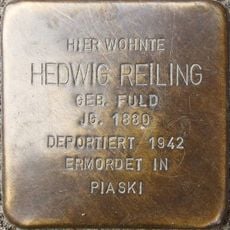 HIER WOHNTE
HEDWIG REILING
GEB. FULD
JG. 1880
DEPORTIERT 1942
ERMORDET IN
PIASKI